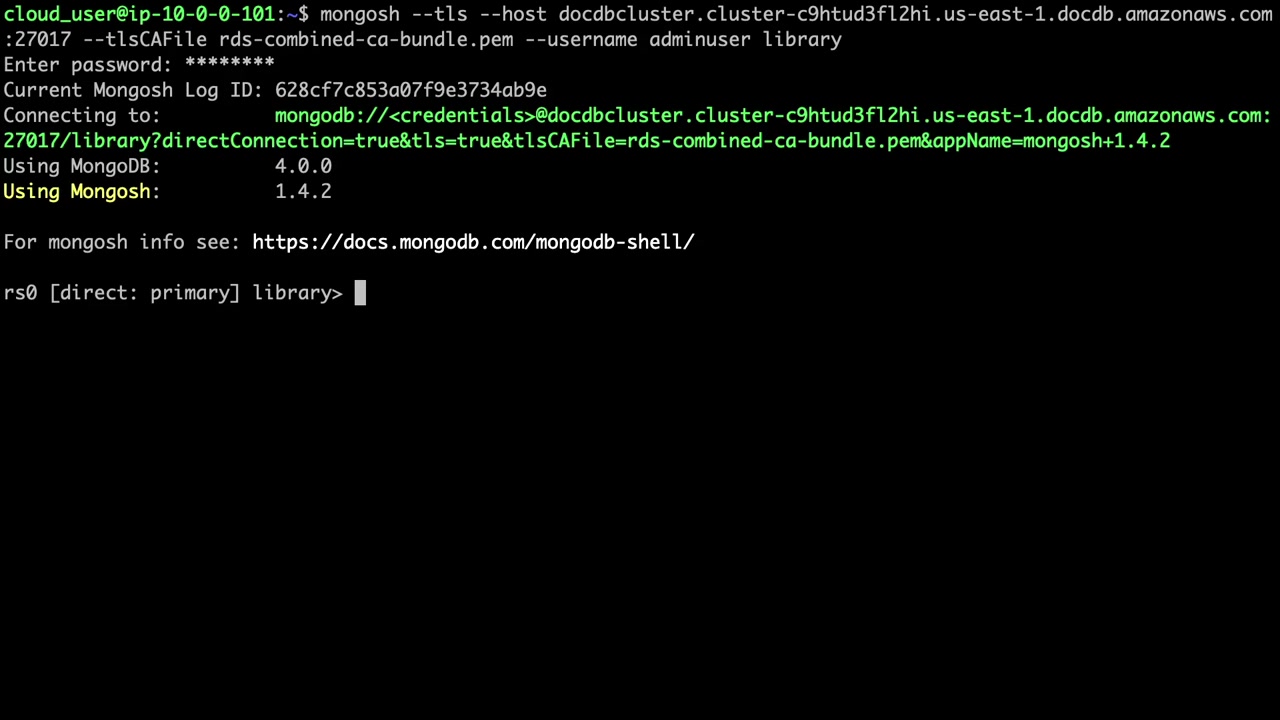 cloud_user@ip-10-0-0-101:~$ mongosh --tls --host docdbcluster.cluster-c9htud3fl2hi.us-east-1.docdb.amazonaws.com
:27017 --tlsCAFile rds-combined-ca-bundle.pem --username adminuser library
Enter password: ********
Current Mongosh Log ID: 628cf7c853a07f9e3734ab9e
Connecting to: mongodb://<credentials>@docdbcluster.cluster-c9htud3fl2hi.us-east-1.docdb.amazonaws.com:
27017/library?directConnection=true&tls=true&tlsCAFile=rds-combined-ca-bundle.pem&appName=mongosh+1.4.2
Using MongoDB: 4.0.0
Using Mongosh: 1.4.2
For mongosh info see: https://docs.mongodb.com/mongodb-shell/
rs0 [direct: primary] library>